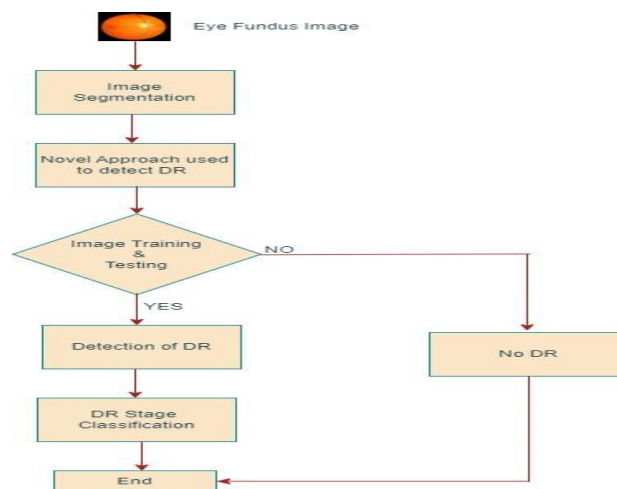 Eye Fundus Image
Image
Segmentation
Novel Approach used
to detect DR
Image Training
&
Testing
NO
YES
Detection of DR
No DR
DR Stage
Classification
End